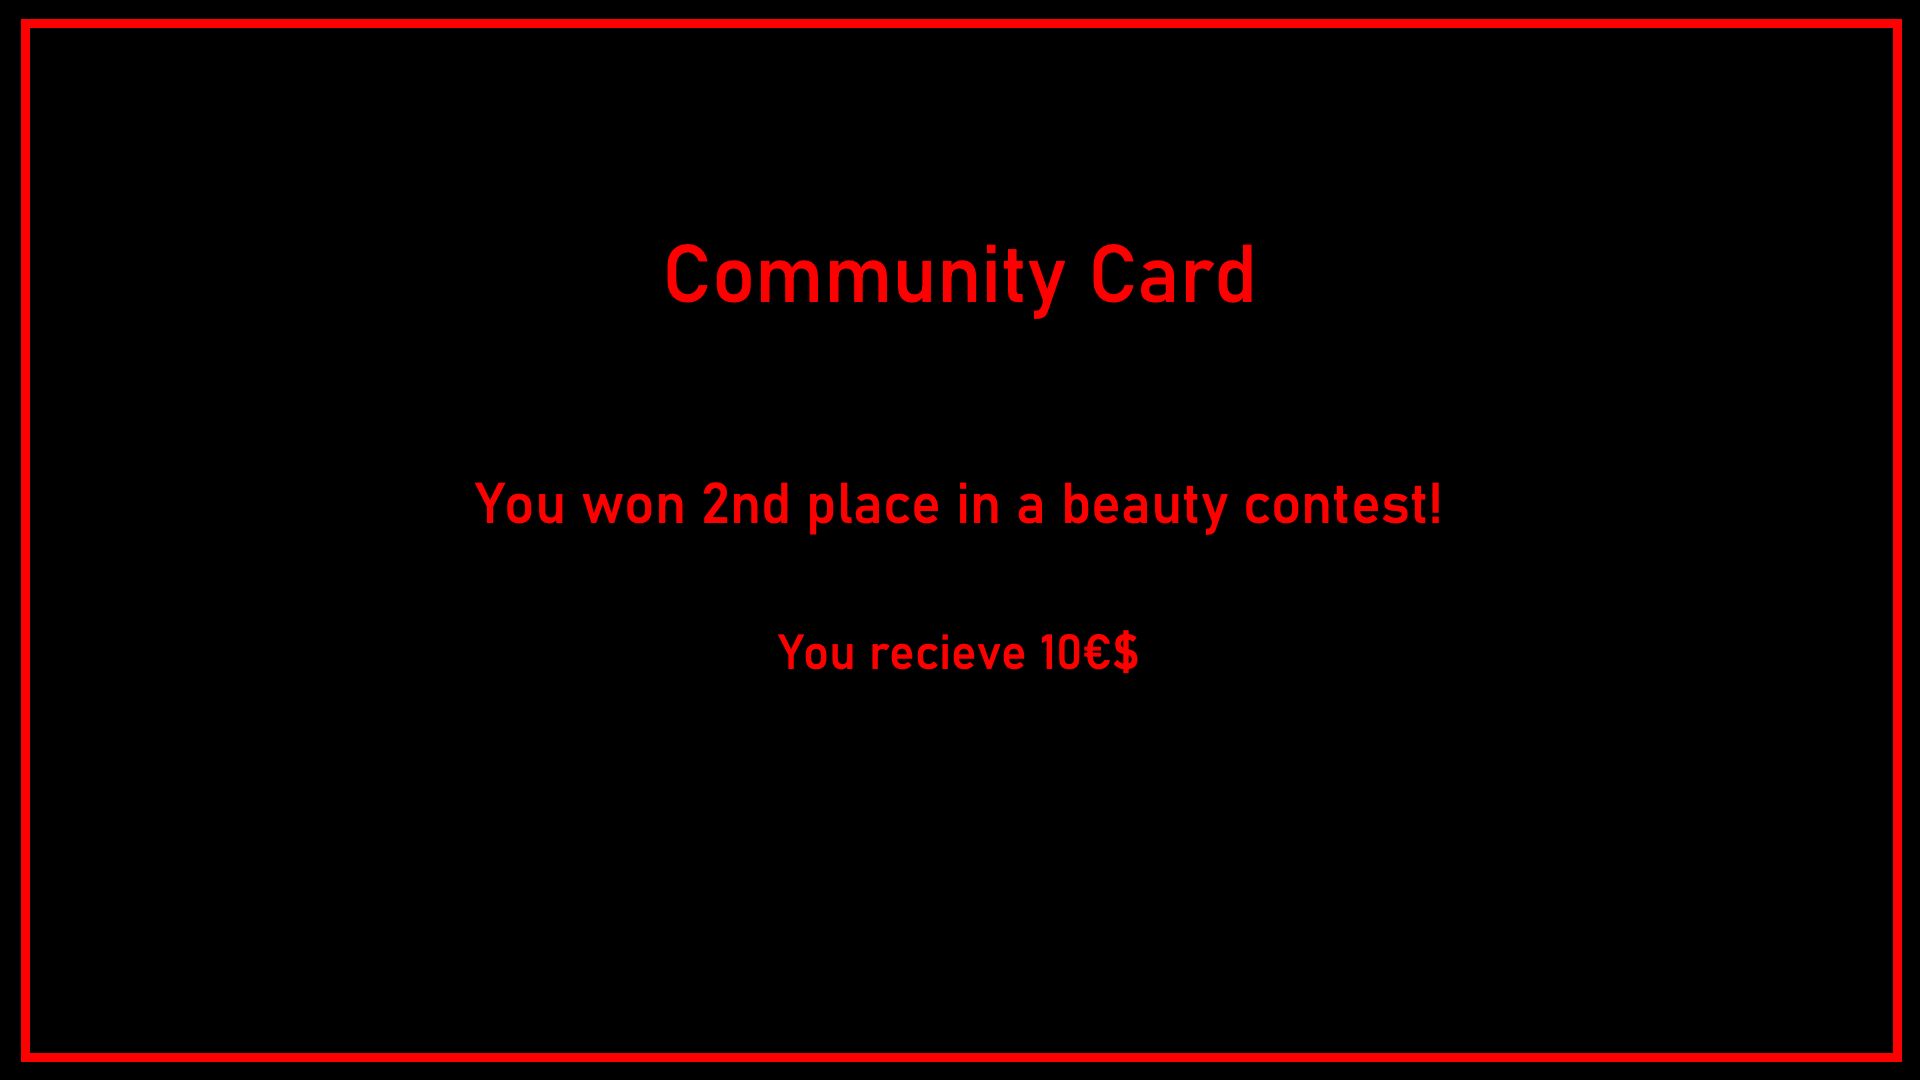 Community Card
You won 2nd place in a beauty contest!
You recieve 10€$